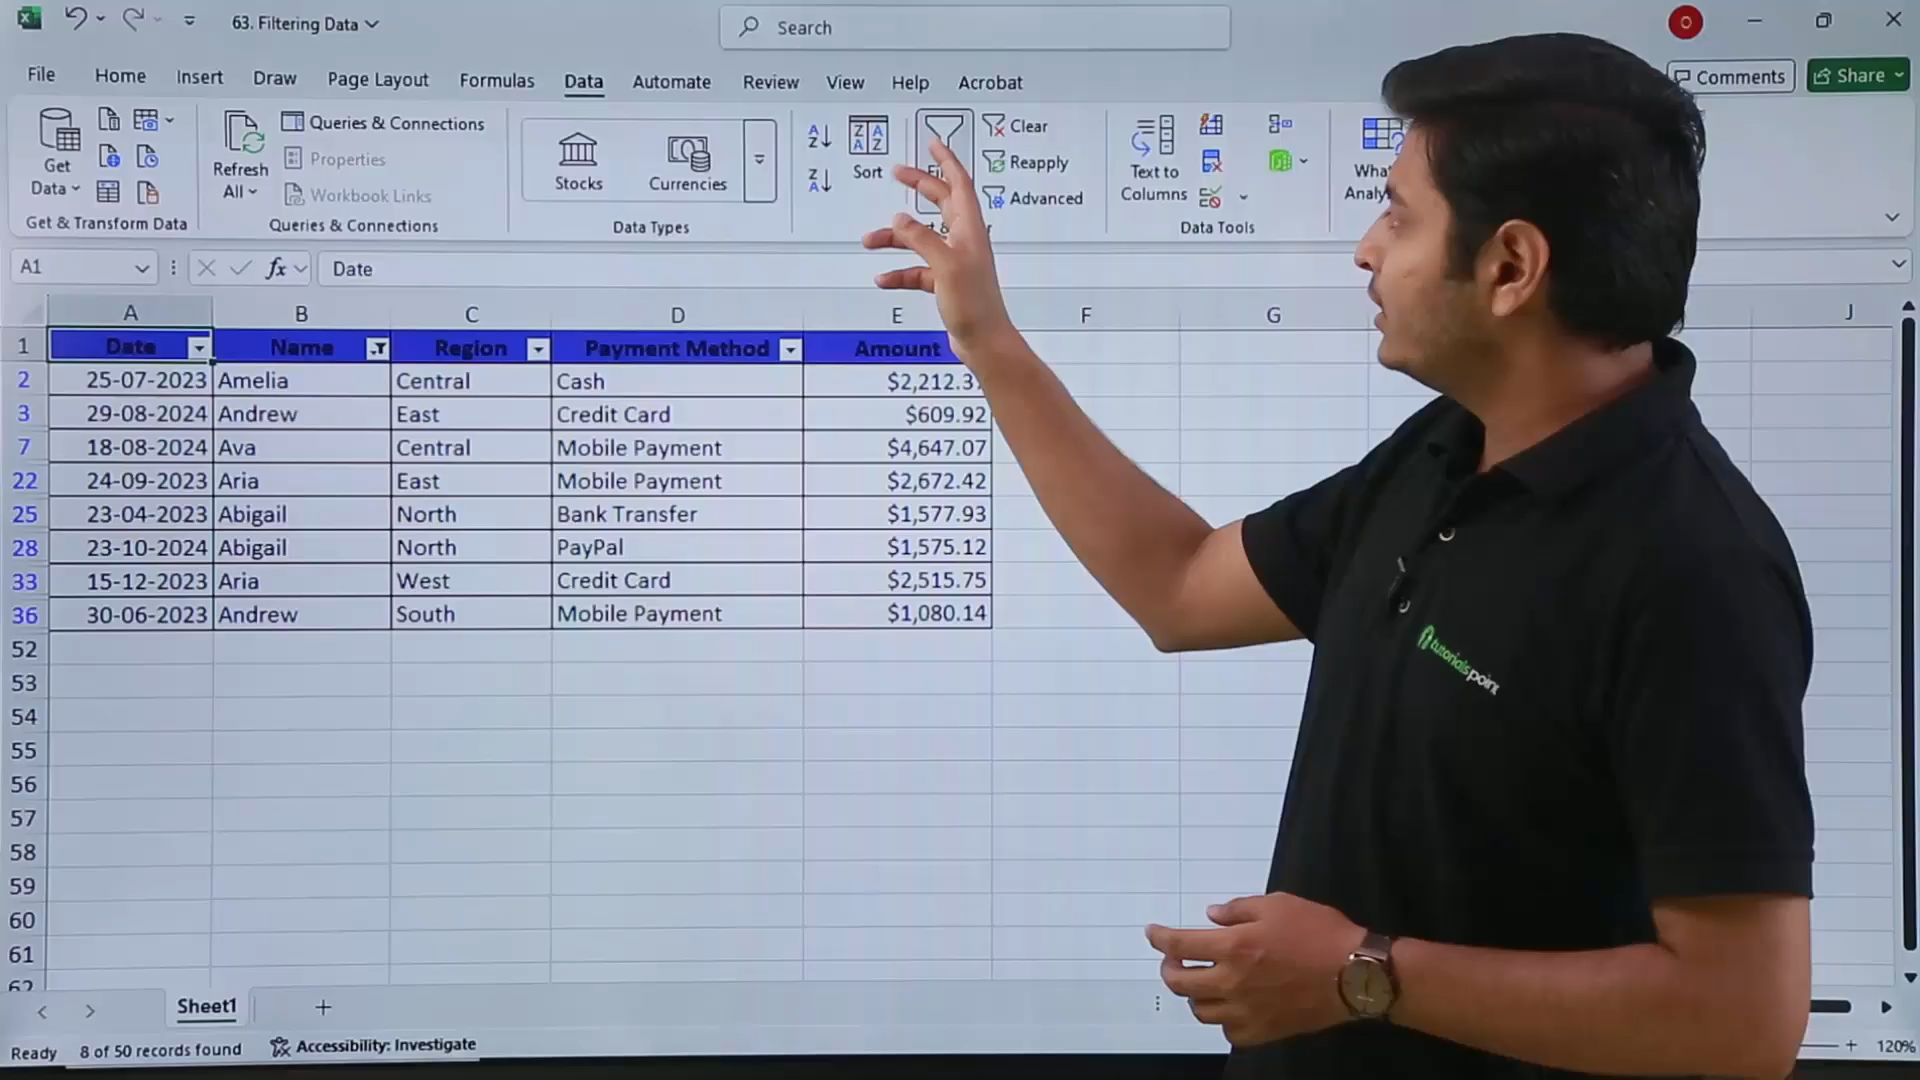 63. Filtering Data
Search
File Home Insert Draw Page Layout Formulas Data Automate Review View Help Acrobat
Comments
Share
Get Data
Refresh All
Queries & Connections
Properties
Workbook Links
Stocks
Currencies
Sort
Clear
Reapply
Advanced
Text to Columns
Get & Transform Data
Queries & Connections
Data Types
Data Tools
A1
fx
Date
A B C D E F G J
1 Date Name Region Payment Method Amount
2 25-07-2023 Amelia Central Cash $2,212.3
3 29-08-2024 Andrew East Credit Card $609.92
7 18-08-2024 Ava Central Mobile Payment $4,647.07
22 24-09-2023 Aria East Mobile Payment $2,672.42
25 23-04-2023 Abigail North Bank Transfer $1,577.93
28 23-10-2024 Abigail North PayPal $1,575.12
33 15-12-2023 Aria West Credit Card $2,515.75
36 30-06-2023 Andrew South Mobile Payment $1,080.14
52
53
54
55
56
57
58
59
60
61
62
tutorialspoint
Sheet1
Ready 8 of 50 records found Accessibility: Investigate
120%